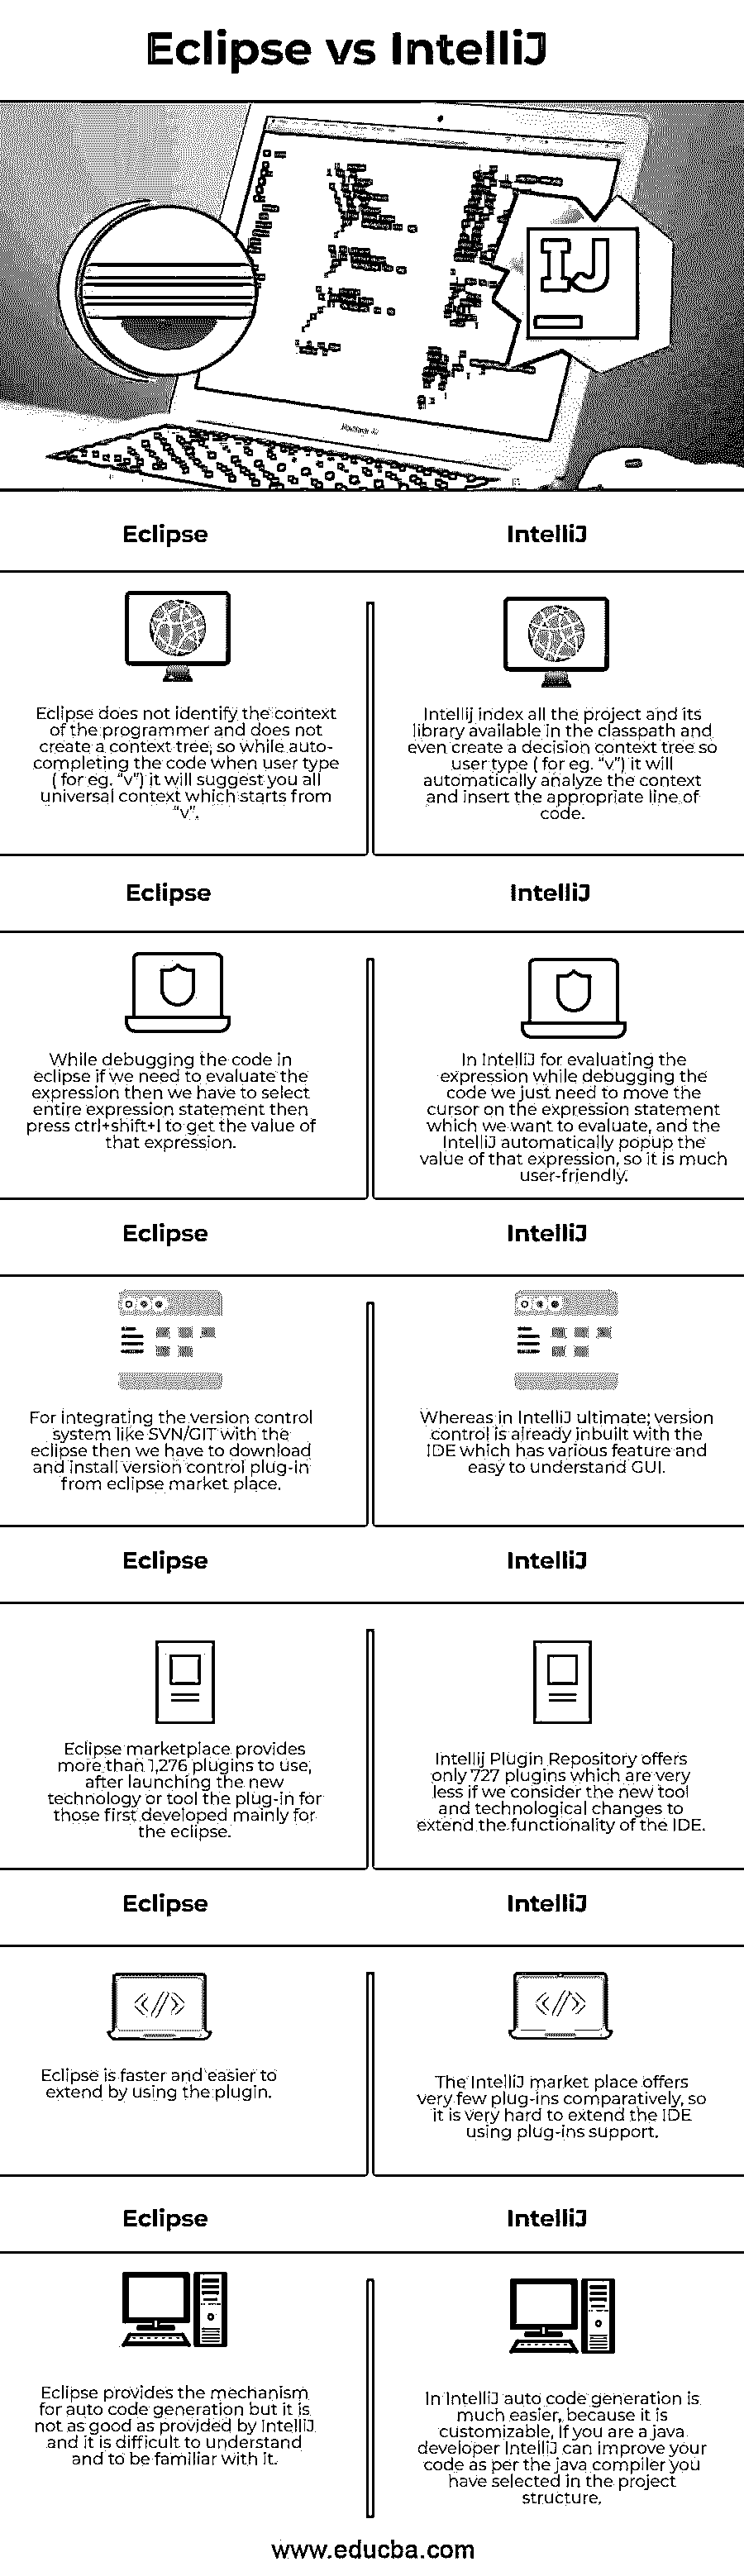 Eclipse vs IntelliJ
IJ
Eclipse
IntelliJ
Eclipse does not identify the context
of the programmer and does not
create a context tree, so while auto-
completing the code when user type
( for eg. "v") it will suggest you all
universal context which starts from
"v".
Intellij index all the project and its
library available in the classpath and
even create a decision context tree so
user type ( for eg. "v") it will
automatically analyze the context
and insert the appropriate line of
code.
Eclipse
IntelliJ
While debugging the code in
eclipse if we need to evaluate the
expression then we have to select
entire expression statement then
press ctrl+shift+I to get the value of
that expression.
In IntelliJ for evaluating the
expression while debugging the
code we just need to move the
cursor on the expression statement
which we want to evaluate, and the
IntelliJ automatically popup the
value of that expression, so it is much
user-friendly.
Eclipse
IntelliJ
For integrating the version control
system like SVN/GIT with the
eclipse then we have to download
and install version control plug-in
from eclipse market place.
Whereas in IntelliJ ultimate; version
control is already inbuilt with the
IDE which has various feature and
easy to understand GUI.
Eclipse
IntelliJ
Eclipse marketplace provides
more than 1,276 plugins to use,
after launching the new
technology or tool the plug-in for
those first developed mainly for
the eclipse.
Intellij Plugin Repository offers
only 727 plugins which are very
less if we consider the new tool
and technological changes to
extend the functionality of the IDE.
Eclipse
IntelliJ
Eclipse is faster and easier to
extend by using the plugin.
The IntelliJ market place offers
very few plug-ins comparatively, so
it is very hard to extend the IDE
using plug-ins support.
Eclipse
IntelliJ
Eclipse provides the mechanism
for auto code generation but it is
not as good as provided by IntelliJ
and it is difficult to understand
and to be familiar with it.
In IntelliJ auto code generation is
much easier, because it is
customizable, If you are a java
developer IntelliJ can improve your
code as per the java compiler you
have selected in the project
structure.
www.educba.com